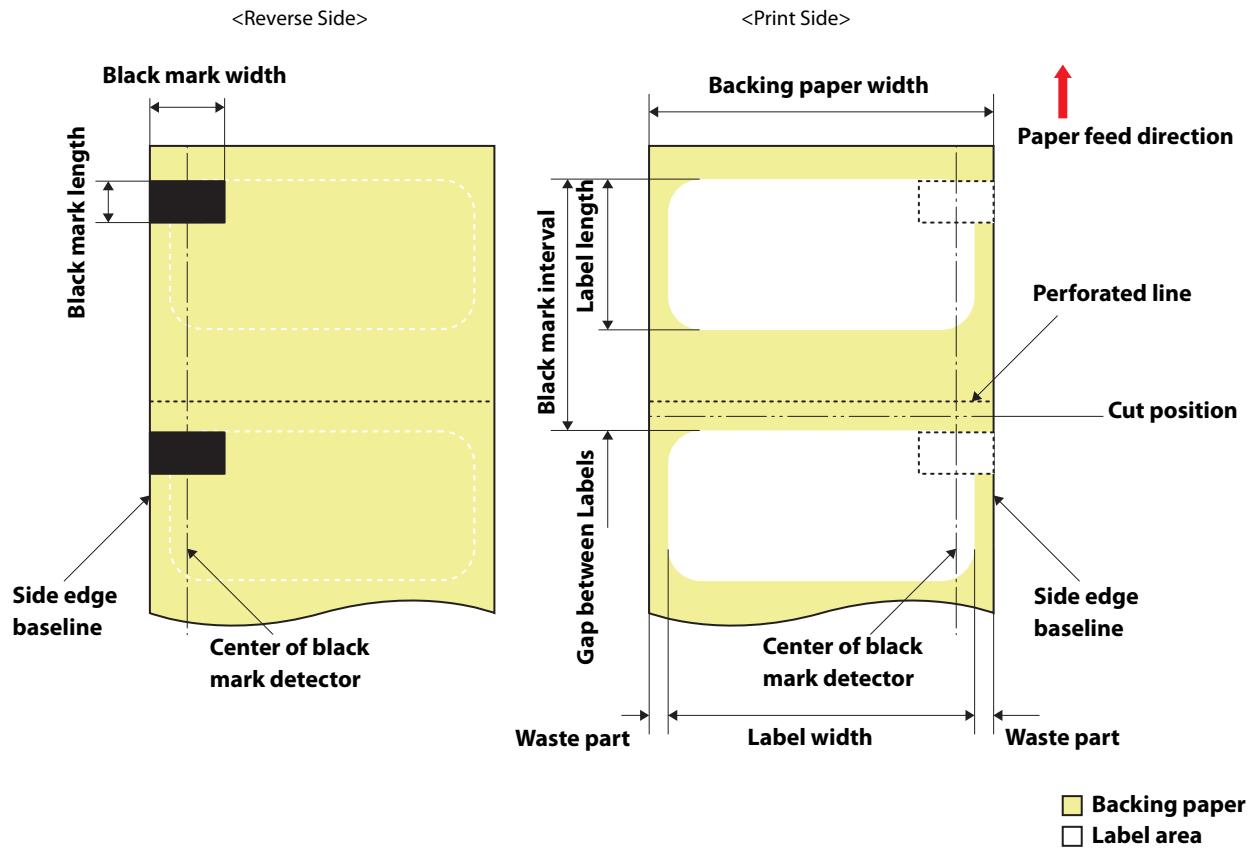 <Reverse Side>
<Print Side>
Black mark width
Backing paper width
Paper feed direction
Black mark length
Black mark interval
Label length
Perforated line
Cut position
Gap between Labels
Side edge
baseline
Center of black
mark detector
Center of black
mark detector
Side edge
baseline
Waste part
Label width
Waste part
Backing paper
Label area